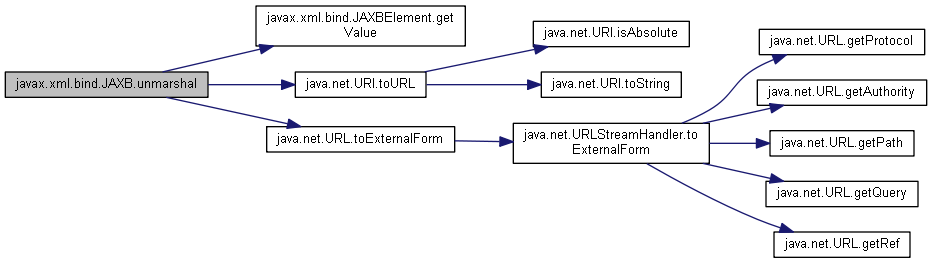 javax.xml.bind.JAXBElement.get
Value
java.net.URI.isAbsolute
java.net.URL.getProtocol
javax.xml.bind.JAXB.unmarshal
java.net.URI.toURL
java.net.URI.toString
java.net.URL.getAuthority
java.net.URL.toExternalForm
java.net.URLStreamHandler.to
ExternalForm
java.net.URL.getPath
java.net.URL.getQuery
java.net.URL.getRef